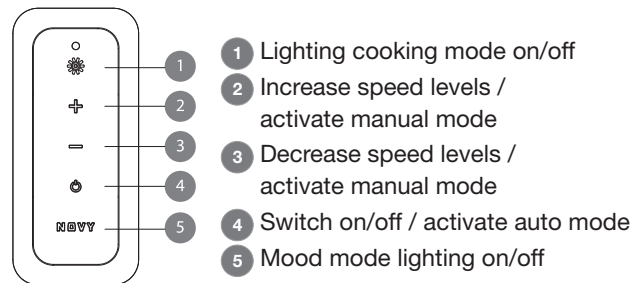 1
2
3
4
NOVY
5
1 Lighting cooking mode on/off
2 Increase speed levels /
activate manual mode
3 Decrease speed levels /
activate manual mode
4 Switch on/off / activate auto mode
5 Mood mode lighting on/off